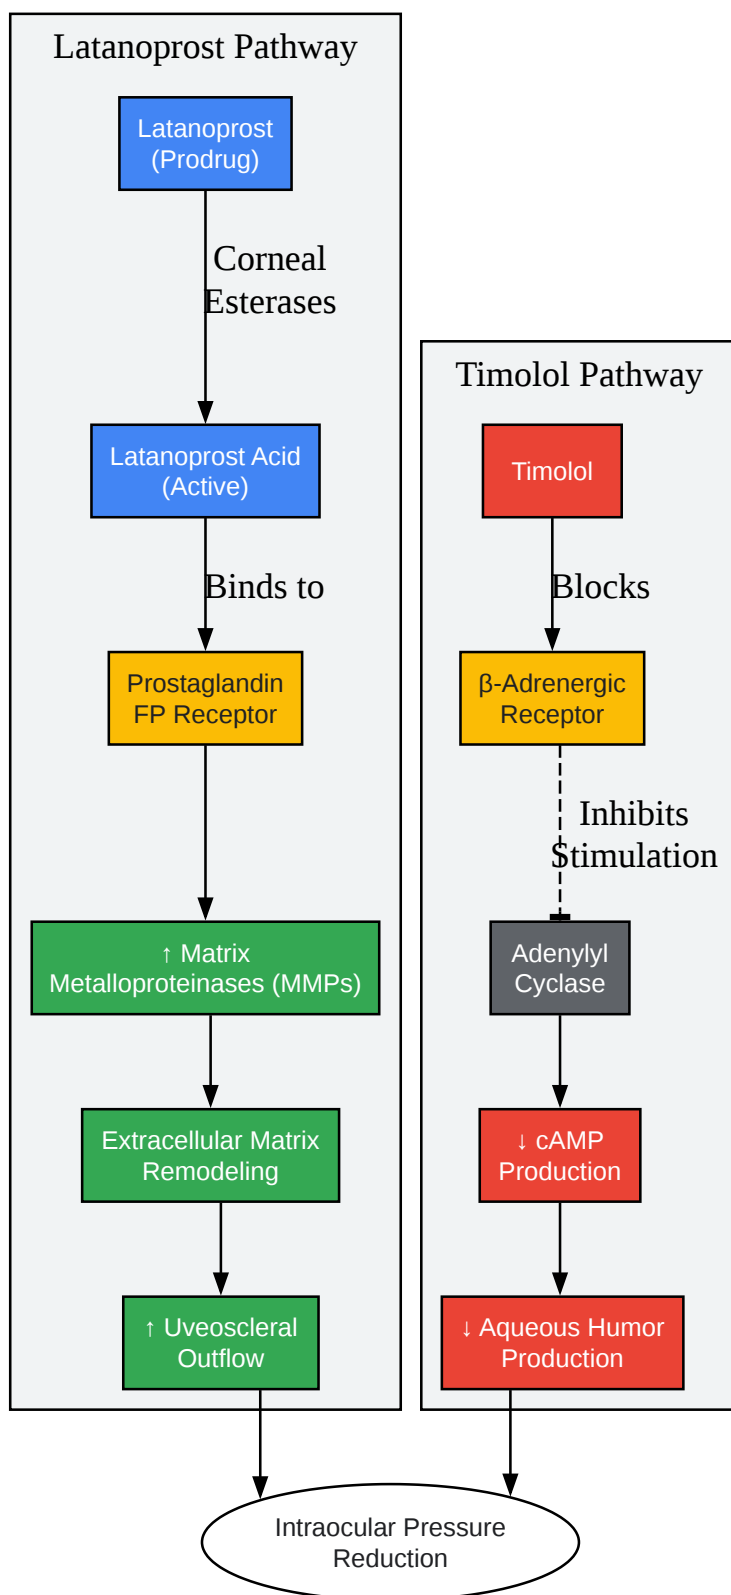 Latanoprost Pathway
Latanoprost
(Prodrug)
Corneal
Esterases
Latanoprost Acid
(Active)
Binds to
Prostaglandin
FP Receptor
↑ Matrix
Metalloproteinases (MMPs)
Extracellular Matrix
Remodeling
↑ Uveoscleral
Outflow
Timolol Pathway
Timolol
Blocks
β-Adrenergic
Receptor
Inhibits
Stimulation
Adenylyl
Cyclase
↓ cAMP
Production
↓ Aqueous Humor
Production
Intraocular Pressure
Reduction